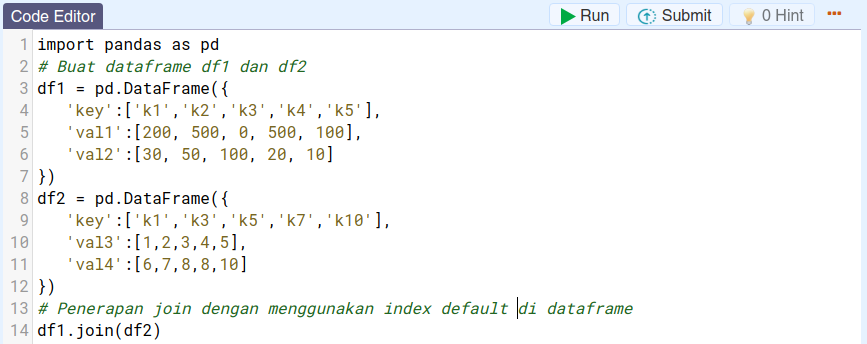 Code Editor Run Submit 0 Hint ...
1 import pandas as pd
2 # Buat dataframe df1 dan df2
3 df1 = pd.DataFrame({
4    'key':['k1','k2','k3','k4','k5'],
5    'val1':[200, 500, 0, 500, 100],
6    'val2':[30, 50, 100, 20, 10]
7 })
8 df2 = pd.DataFrame({
9    'key':['k1','k3','k5','k7','k10'],
10    'val3':[1,2,3,4,5],
11    'val4':[6,7,8,8,10]
12 })
13 # Penerapan join dengan menggunakan index default di dataframe
14 df1.join(df2)